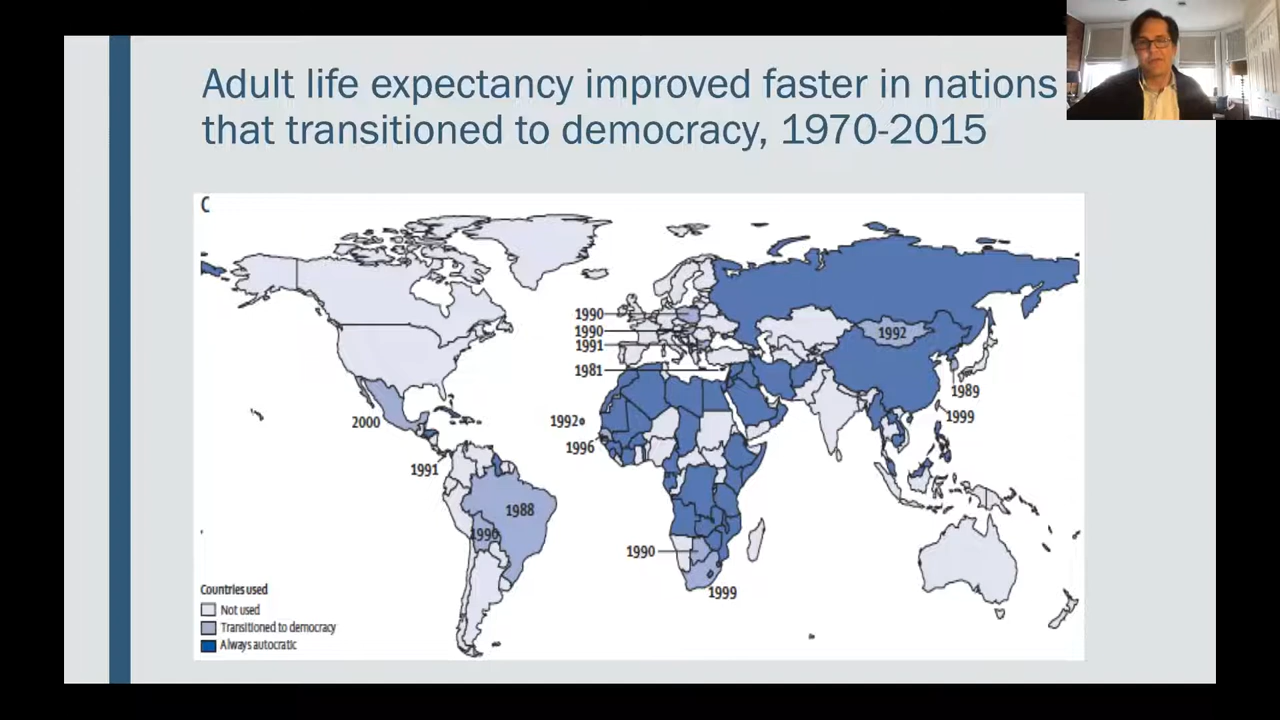 Adult life expectancy improved faster in nations
that transitioned to democracy, 1970-2015
C
1990
1990
1991
1981
1992
1996
2000
1991
1988
1996
1990
1999
1992
1989
1999
Countries used
Not used
Transitioned to democracy
Always autocratic